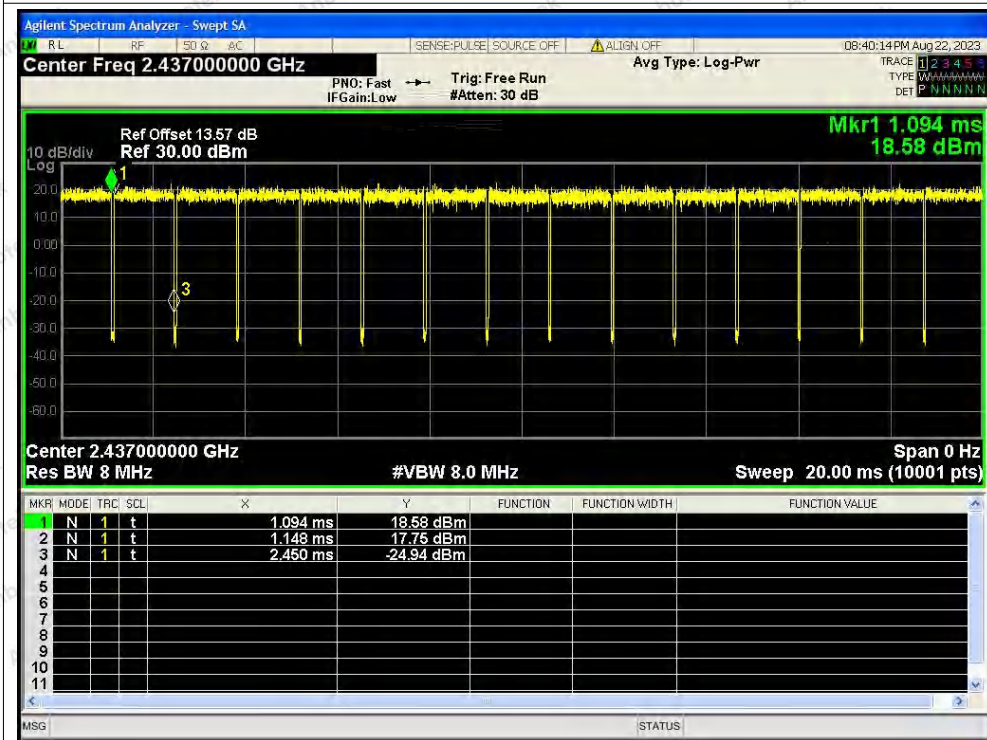 Agilent Spectrum Analyzer - Swept SA
LXI RL RF 50 Ω AC SENSE:PULSE SOURCE OFF ALIGN OFF 08:40:14 PM Aug 22, 2023
Center Freq 2.437000000 GHz Avg Type: Log-Pwr TRACE 1 2 3 4 5 6
PNO: Fast Trig: Free Run TYPE WWWWWW
IFGain:Low #Atten: 30 dB DET P N N N N N
Mkr1 1.094 ms
Ref Offset 13.57 dB
10 dB/div Ref 30.00 dBm 18.58 dBm
Log
1
20.0
10.0
0.00
-10.0
3
-20.0
-30.0
-40.0
-50.0
-60.0
Center 2.437000000 GHz Span 0 Hz
Res BW 8 MHz #VBW 8.0 MHz Sweep 20.00 ms (10001 pts)
MKR MODE TRC SCL X Y FUNCTION FUNCTION WIDTH FUNCTION VALUE
1 N 1 t 1.094 ms 18.58 dBm
2 N 1 t 1.148 ms 17.75 dBm
3 N 1 t 2.450 ms -24.94 dBm
4
5
6
7
8
9
10
11
MSG STATUS